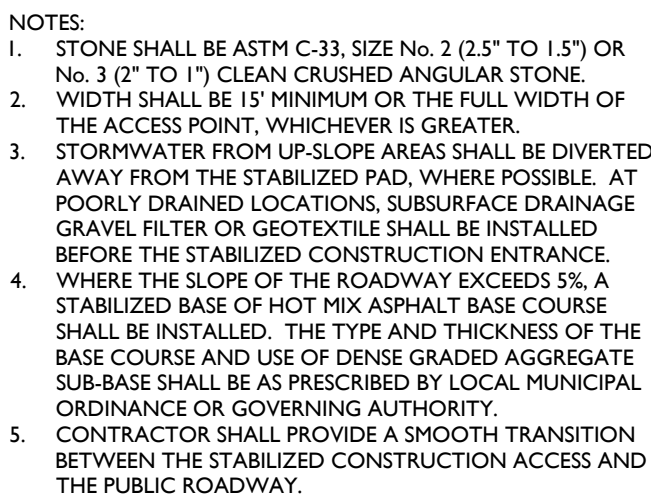 NOTES:
1. STONE SHALL BE ASTM C-33, SIZE No. 2 (2.5" TO 1.5") OR
No. 3 (2" TO 1") CLEAN CRUSHED ANGULAR STONE.
2. WIDTH SHALL BE 15' MINIMUM OR THE FULL WIDTH OF
THE ACCESS POINT, WHICHEVER IS GREATER.
3. STORMWATER FROM UP-SLOPE AREAS SHALL BE DIVERTED
AWAY FROM THE STABILIZED PAD, WHERE POSSIBLE. AT
POORLY DRAINED LOCATIONS, SUBSURFACE DRAINAGE
GRAVEL FILTER OR GEOTEXTILE SHALL BE INSTALLED
BEFORE THE STABILIZED CONSTRUCTION ENTRANCE.
4. WHERE THE SLOPE OF THE ROADWAY EXCEEDS 5%, A
STABILIZED BASE OF HOT MIX ASPHALT BASE COURSE
SHALL BE INSTALLED. THE TYPE AND THICKNESS OF THE
BASE COURSE AND USE OF DENSE GRADED AGGREGATE
SUB-BASE SHALL BE AS PRESCRIBED BY LOCAL MUNICIPAL
ORDINANCE OR GOVERNING AUTHORITY.
5. CONTRACTOR SHALL PROVIDE A SMOOTH TRANSITION
BETWEEN THE STABILIZED CONSTRUCTION ACCESS AND
THE PUBLIC ROADWAY.